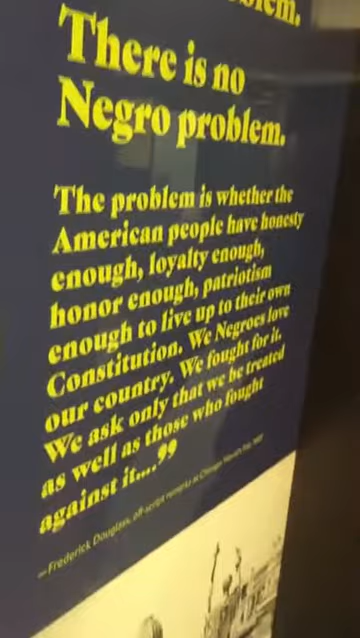 problem.
There is no
Negro problem.
The problem is whether the
American people have honesty
enough, loyalty enough,
honor enough, patriotism
enough to live up to their own
Constitution. We Negroes love
our country. We fought for it.
We ask only that we be treated
as well as those who fought
against it....”
—Frederick Douglass, off-script remarks at Chicago World's Fair,